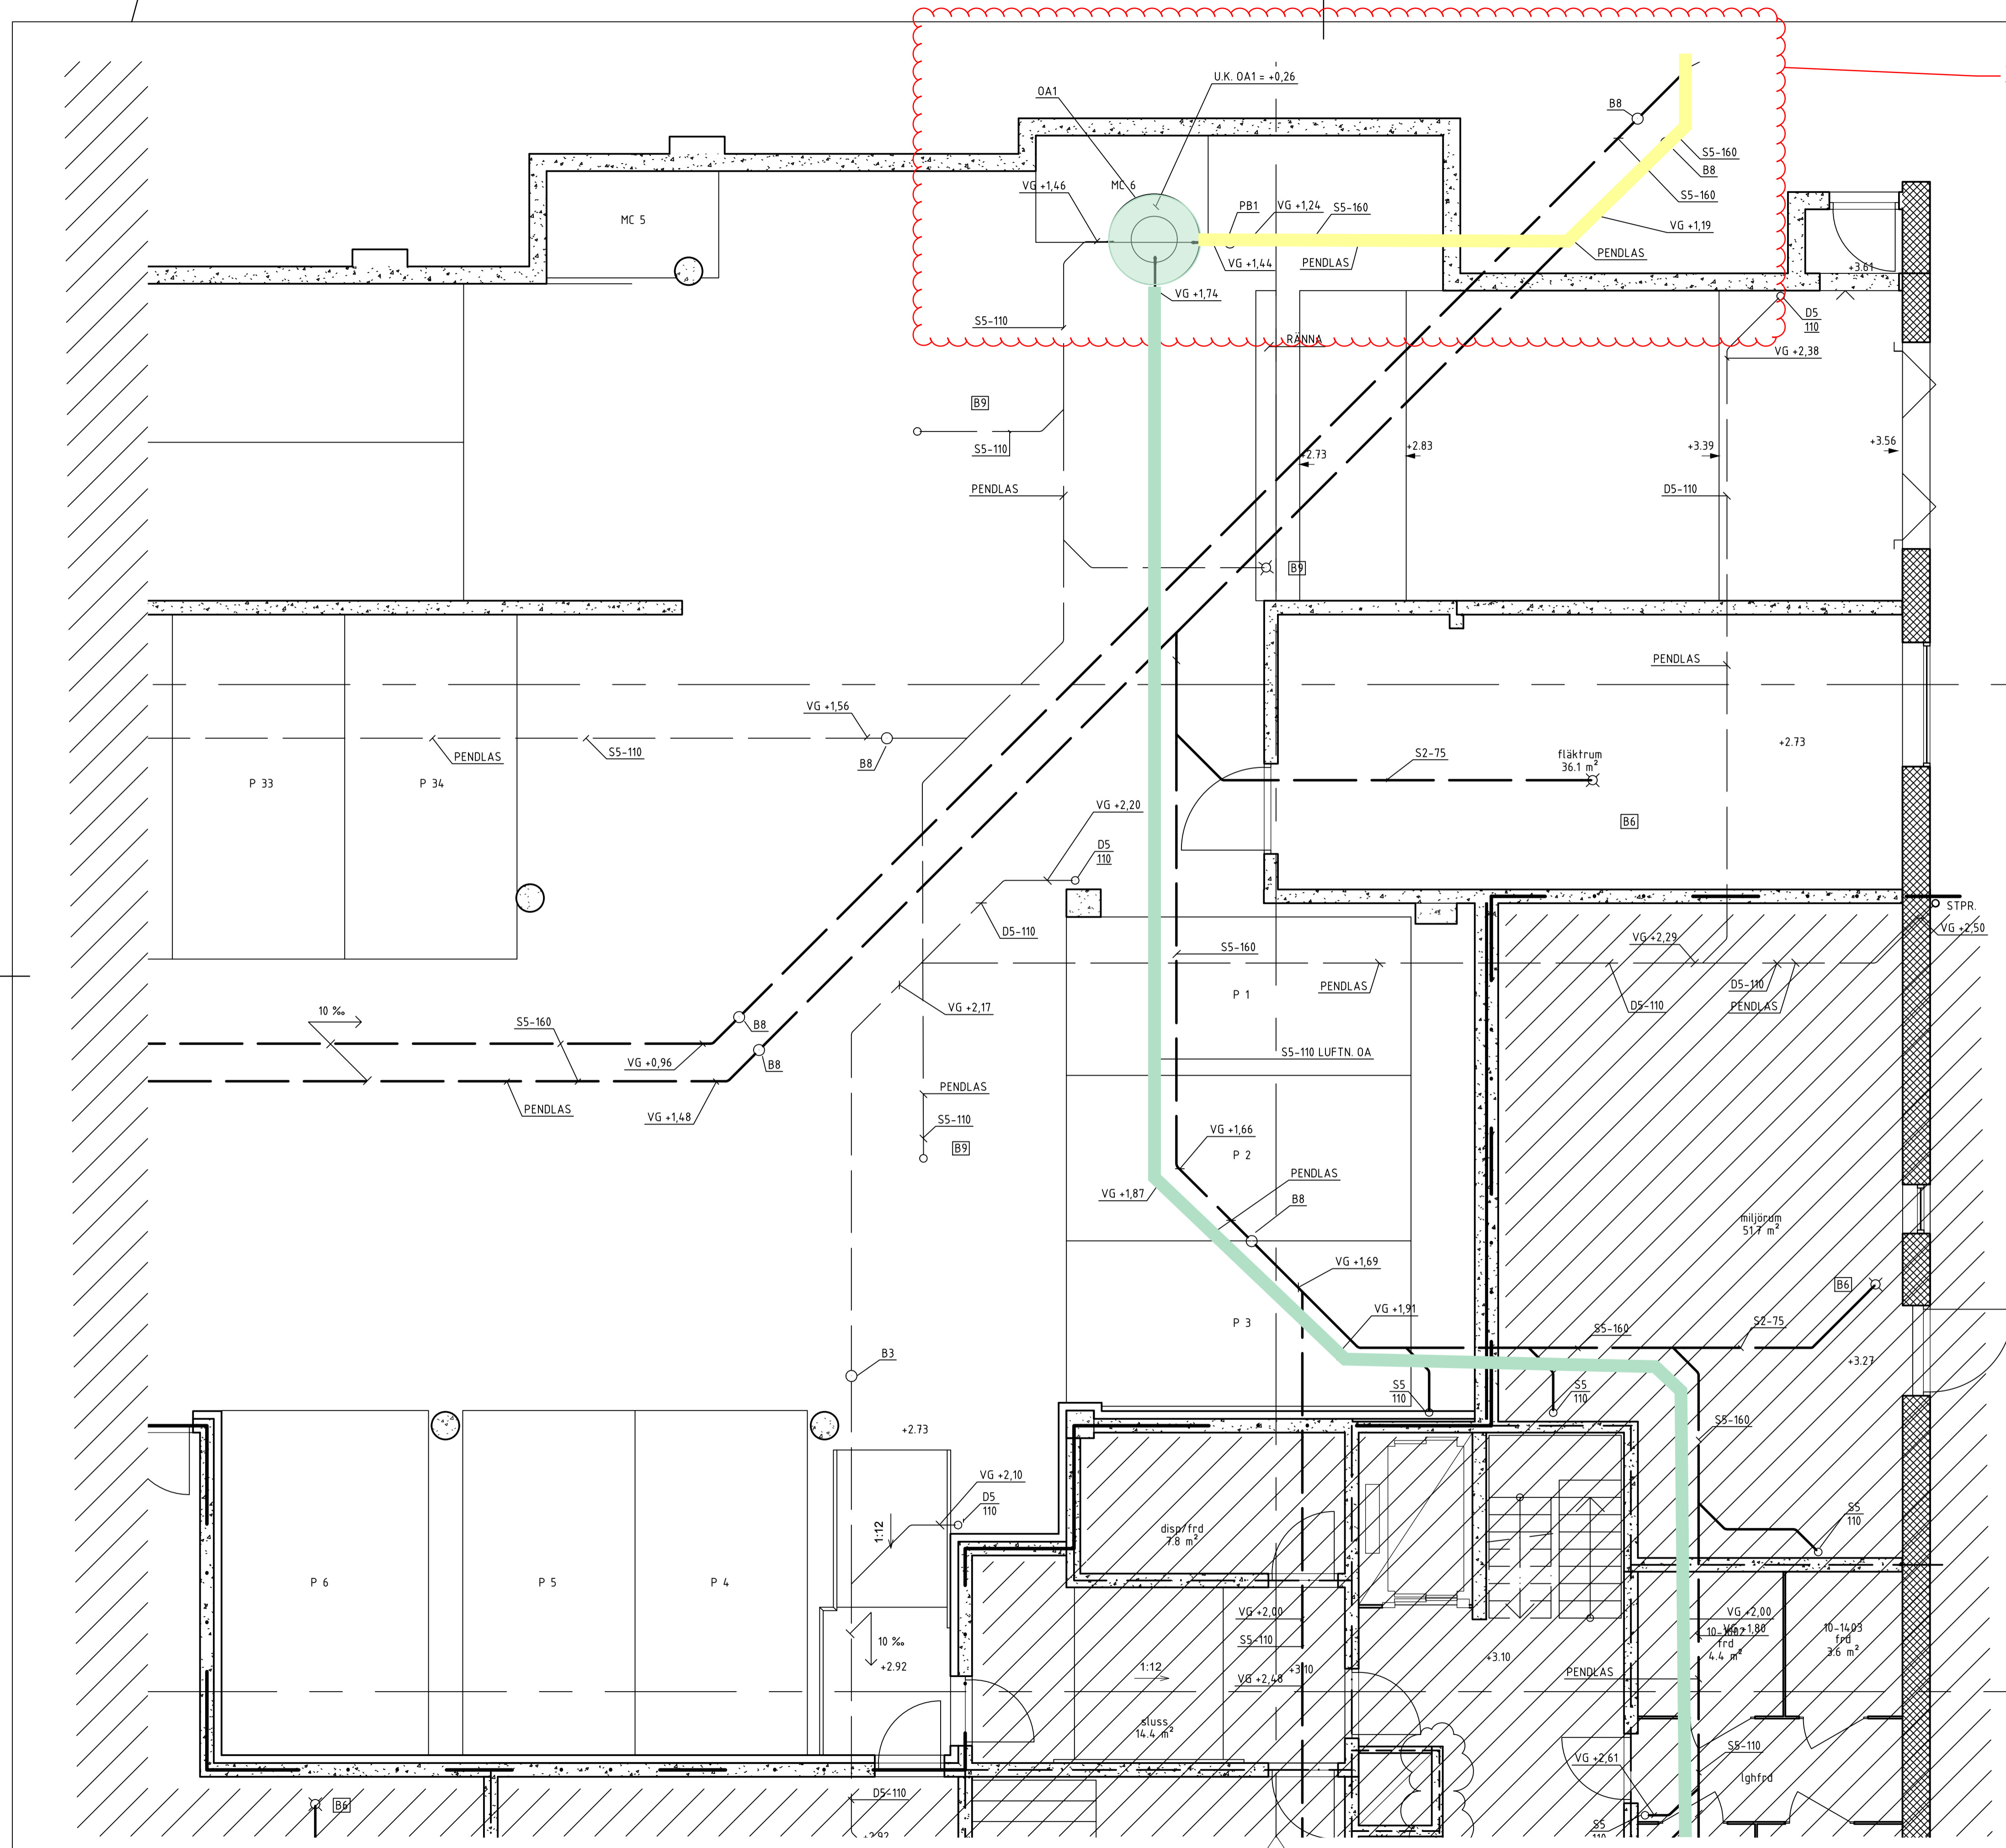 U.K. OA1 = +0,26
OA1
B8
S5-160
B8
S5-160
VG +1,46
MC 6
MC 5
PB1
VG +1,24
S5-160
VG +1,19
PENDLAS
VG +1,44
PENDLAS
+3.61
VG +1,74
S5-110
D5
110
RÄNNA
VG +2,38
B9
S5-110
+2.73
+2.83
+3.39
+3.56
PENDLAS
D5-110
B9
PENDLAS
VG +1,56
PENDLAS
S5-110
B8
S2-75
fläktrum
36.1 m²
+2.73
P 33
P 34
VG +2,20
B6
D5
110
STPR.
D5-110
S5-160
VG +2,29
VG +2,50
PENDLAS
P 1
D5-110
D5-110
PENDLAS
10 ‰
S5-160
VG +2,17
B8
VG +0,96
B8
S5-110 LUFTN. OA
PENDLAS
PENDLAS
VG +1,48
S5-110
B9
VG +1,66
P 2
PENDLAS
VG +1,87
B8
miljörum
51.7 m²
VG +1,69
B6
VG +1,91
P 3
S5-160
S2-75
B3
+3.27
S5
110
S5
110
+2.73
S5-160
VG +2,10
D5
110
S5
110
1:12
disp/frd
7.8 m²
P 6
P 5
P 4
VG +2,00
VG +2,00
VG +1,80
10-1403
frd
3.6 m²
frd
4.4 m²
10 ‰
S5-110
+2.92
1:12
VG +2,48
+3.10
+3.10
PENDLAS
sluss
14.4 m²
S5-110
VG +2,61
lghfrd
B6
D5-110
S5
110
+2.92